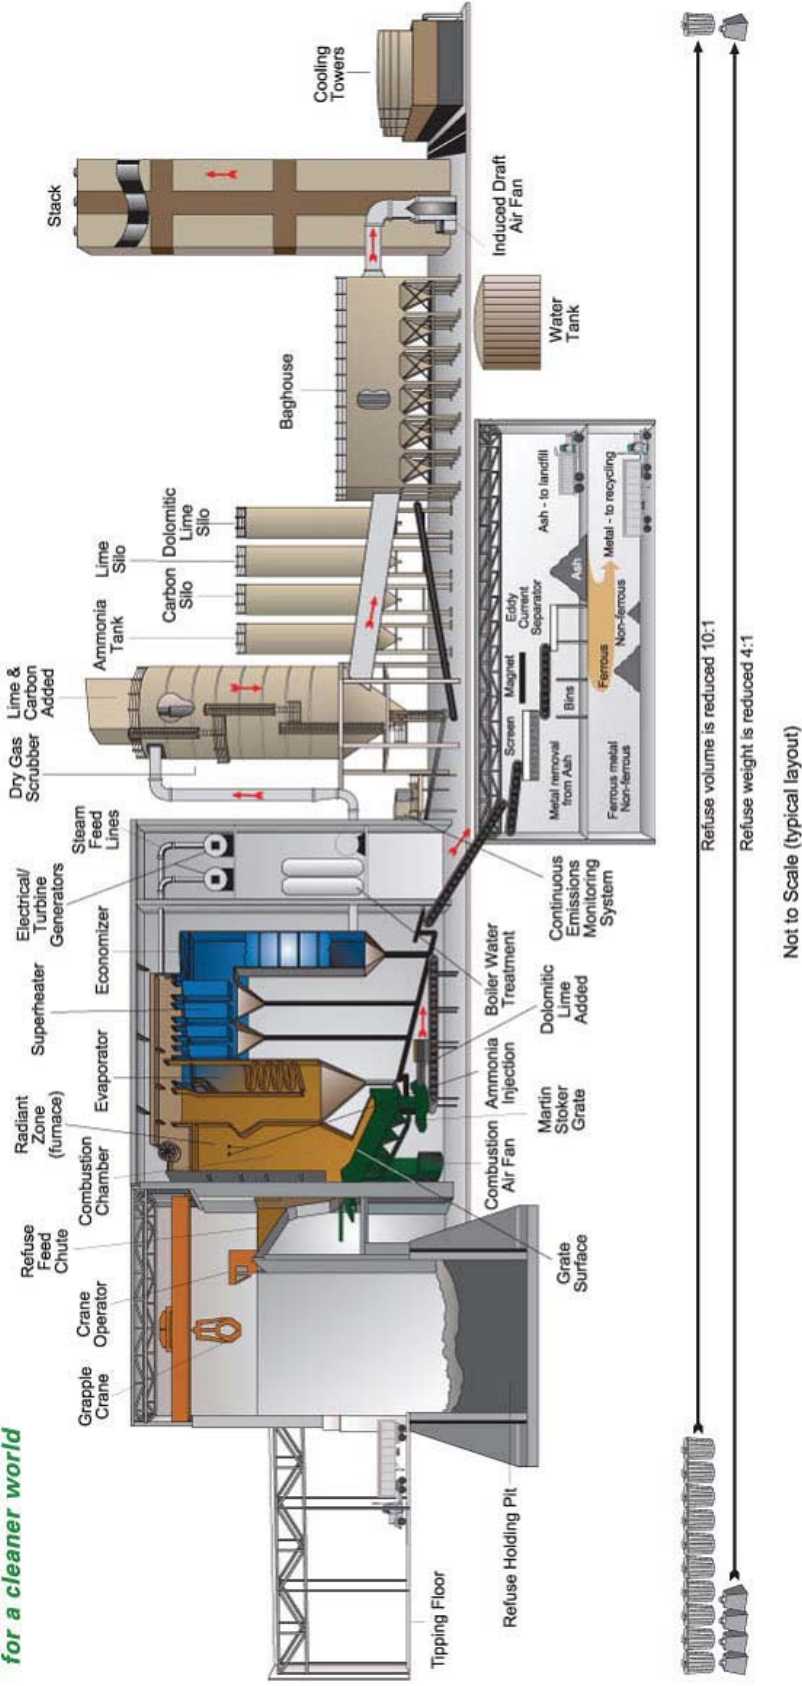 for a cleaner world
Grapple
Crane
Crane
Operator
Refuse
Feed
Chute
Combustion
Chamber
Radiant
Zone
(furnace)
Evaporator
Superheater
Economizer
Electrical/
Turbine
Generators
Steam
Feed
Lines
Dry Gas
Scrubber
Lime &
Carbon
Added
Ammonia
Tank
Carbon
Silo
Lime
Silo
Dolomitic
Lime
Silo
Baghouse
Stack
Cooling
Towers
Tipping Floor
Refuse Holding Pit
Grate
Surface
Combustion
Air Fan
Martin
Stoker
Grate
Ammonia
Injection
Dolomitic
Lime
Added
Boiler Water
Treatment
Continuous
Emissions
Monitoring
System
Screen
Magnet
Eddy
Current
Separator
Metal removal
from Ash
Bins
Ash
Ash - to landfill
Ferrous metal
Non-ferrous
Ferrous
Non-ferrous
Metal - to recycling
Water
Tank
Induced Draft
Air Fan
Refuse volume is reduced 10:1
Refuse weight is reduced 4:1
Not to Scale (typical layout)